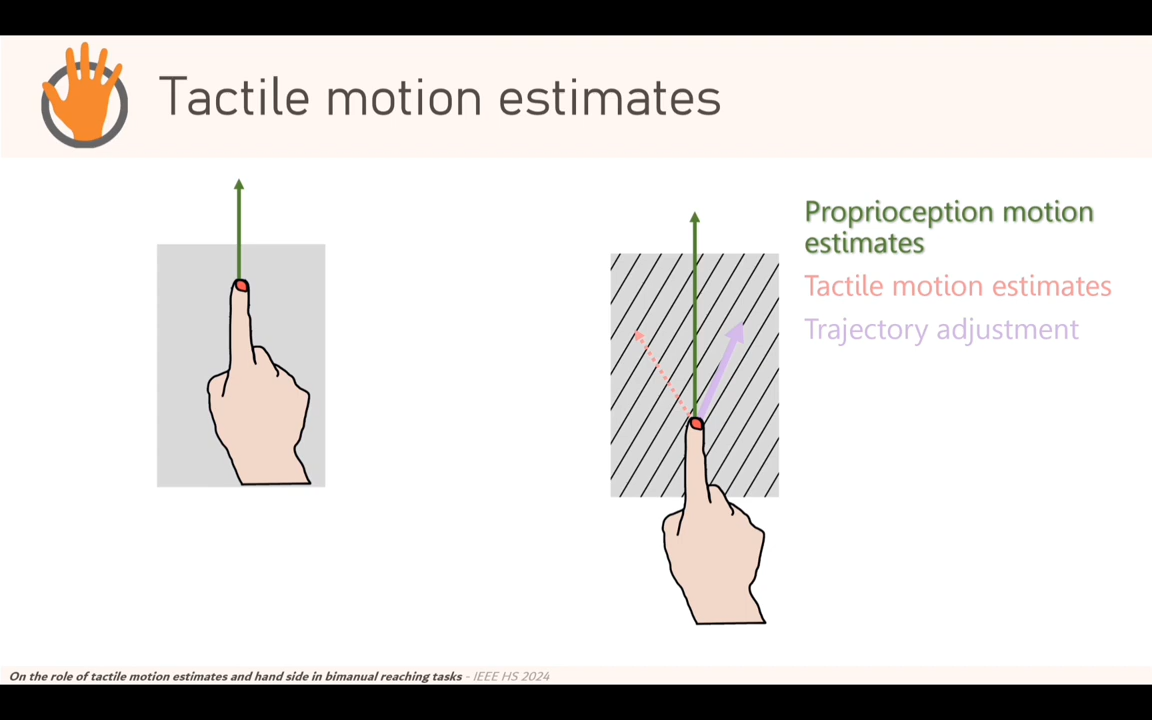 Tactile motion estimates
Proprioception motion
estimates
Tactile motion estimates
Trajectory adjustment
On the role of tactile motion estimates and hand side in bimanual reaching tasks - IEEE HS 2024